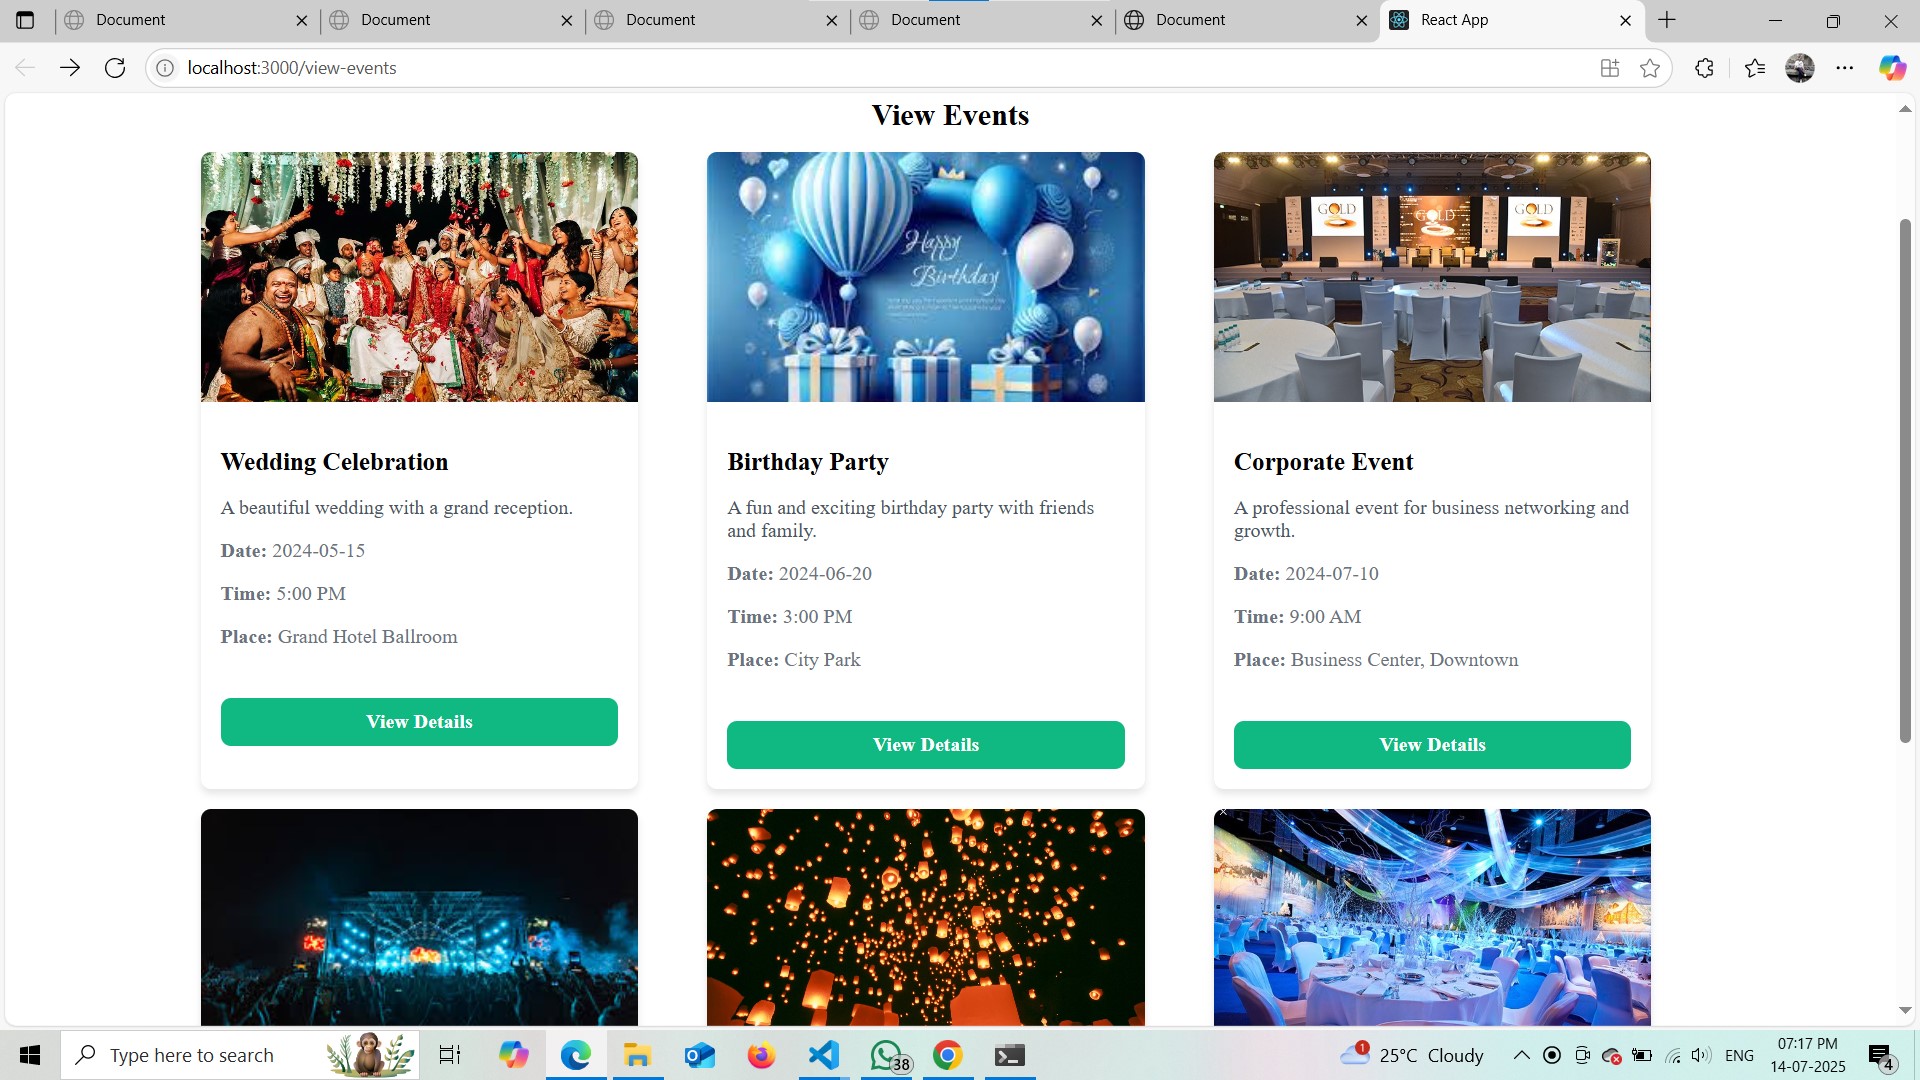 Document
Document
Document
Document
Document
React App
localhost:3000/view-events
View Events
Happy
Birthday
GOLD
GOLD
GOLD
Wedding Celebration
A beautiful wedding with a grand reception.
Date: 2024-05-15
Time: 5:00 PM
Place: Grand Hotel Ballroom
View Details
Birthday Party
A fun and exciting birthday party with friends
and family.
Date: 2024-06-20
Time: 3:00 PM
Place: City Park
View Details
Corporate Event
A professional event for business networking and
growth.
Date: 2024-07-10
Time: 9:00 AM
Place: Business Center, Downtown
View Details
Type here to search
38
1
25°C Cloudy
ENG
07:17 PM
14-07-2025
4